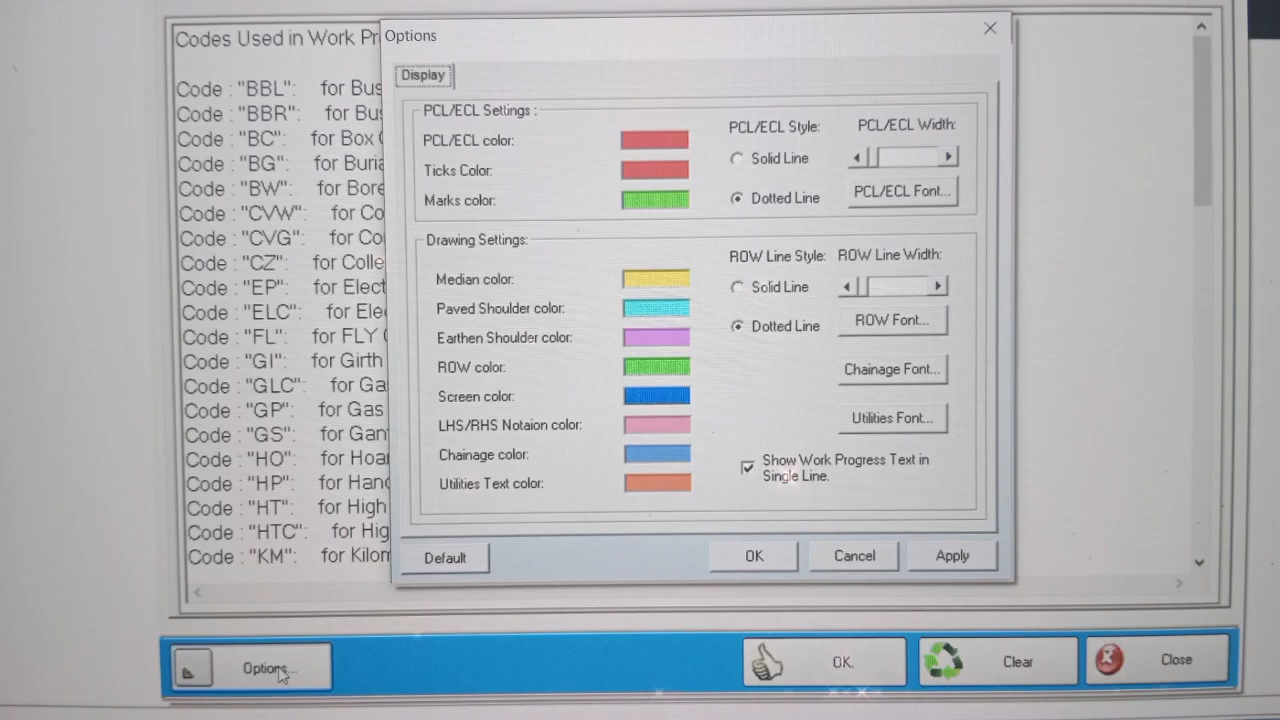 Codes Used in Work Pr
Code : "BBL": for Bus
Code : "BBR": for Bus
Code : "BC": for Box
Code : "BG": for Buria
Code : "BW": for Bore
Code : "CVW": for Co
Code : "CVG": for Co
Code : "CZ": for Colle
Code : "EP": for Elect
Code : "ELC": for Ele
Code : "FL": for FLY
Code : "GI": for Girth
Code : "GLC": for Ga
Code : "GP": for Gas
Code : "GS": for Gan
Code : "HO": for Hoa
Code : "HP": for Hand
Code : "HT": for High
Code : "HTC": for Hig
Code : "KM": for Kilon
Options
Display
PCL/ECL Settings :
PCL/ECL color:
Ticks Color:
Marks color:
PCL/ECL Style:
Solid Line
Dotted Line
PCL/ECL Width:
PCL/ECL Font...
Drawing Settings:
Median color:
Paved Shoulder color:
Earthen Shoulder color:
ROW color:
Screen color:
LHS/RHS Notaion color:
Chainage color:
Utilities Text color:
ROW Line Style:
Solid Line
Dotted Line
ROW Line Width:
ROW Font...
Chainage Font...
Utilities Font...
Show Work Progress Text in
Single Line.
Default
OK
Cancel
Apply
Options...
OK.
Clear
Close